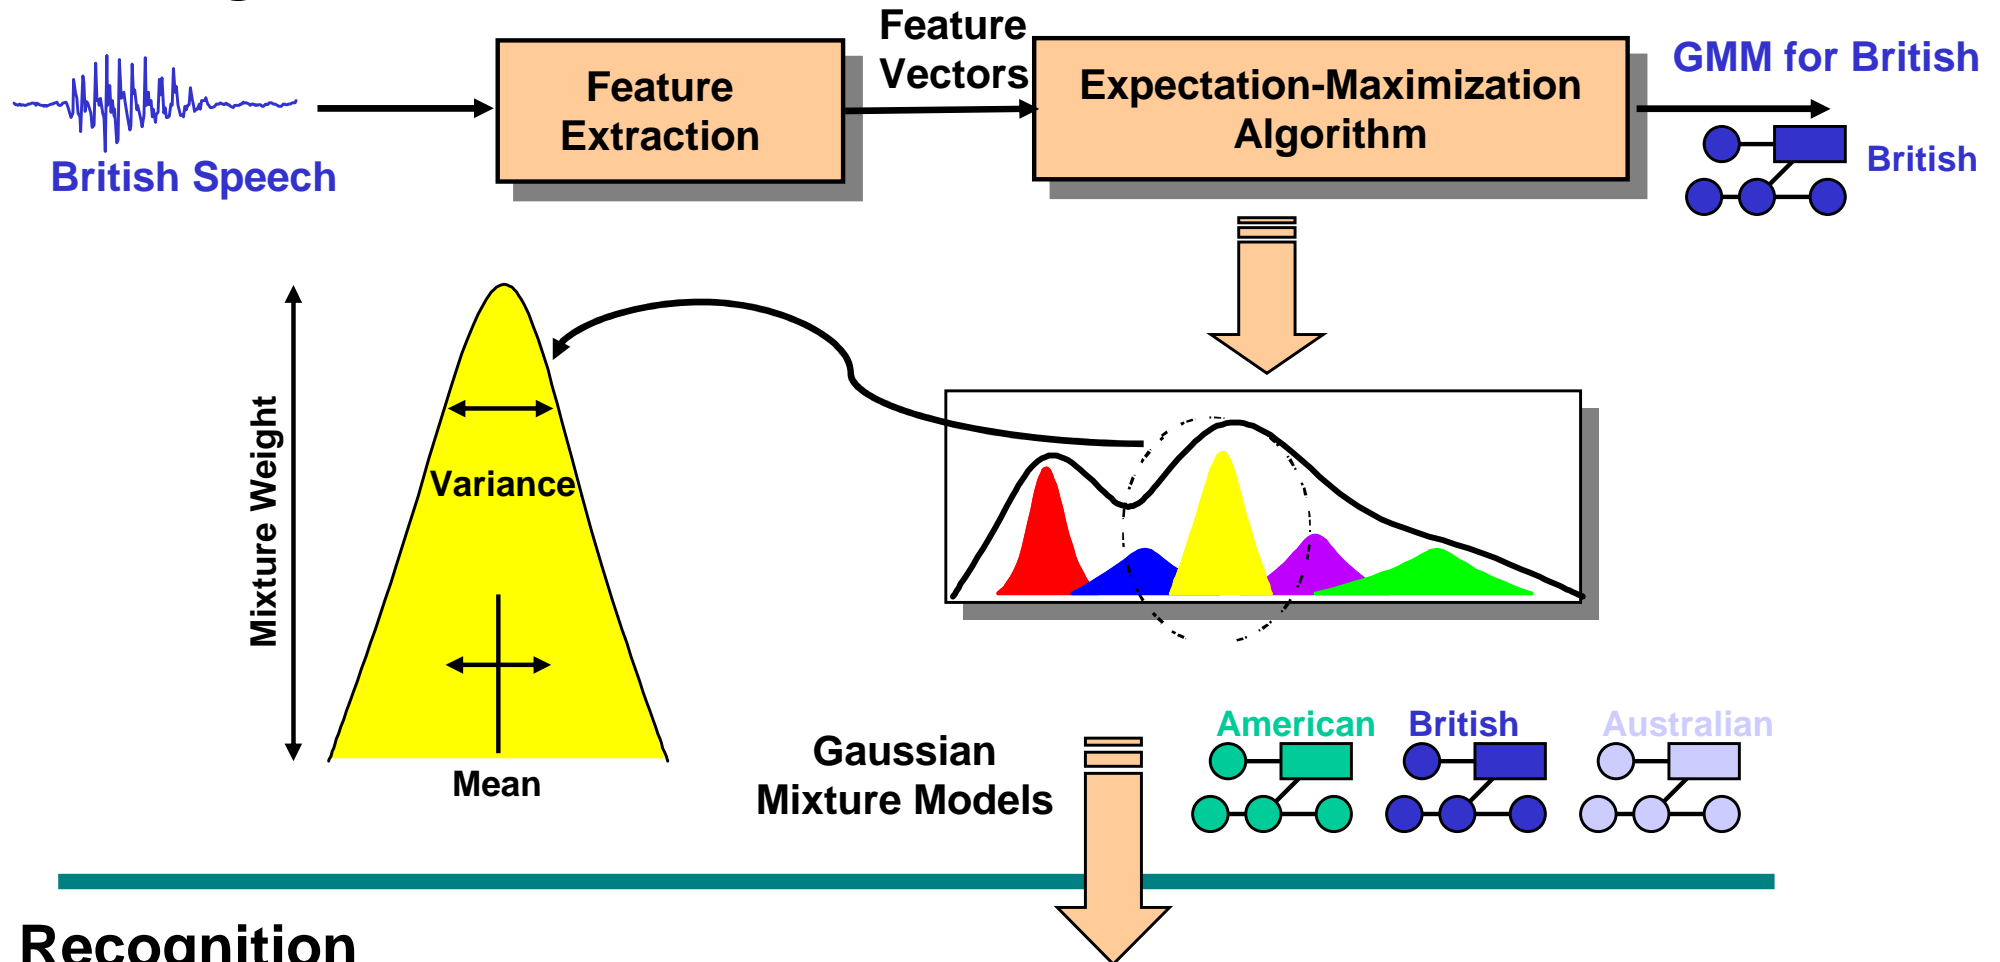 Feature
Vectors
Feature
Extraction
Expectation-Maximization
Algorithm
GMM for British
British
British Speech
Mixture Weight
Variance
Mean
Gaussian
Mixture Models
American
British
Australian
Recognition